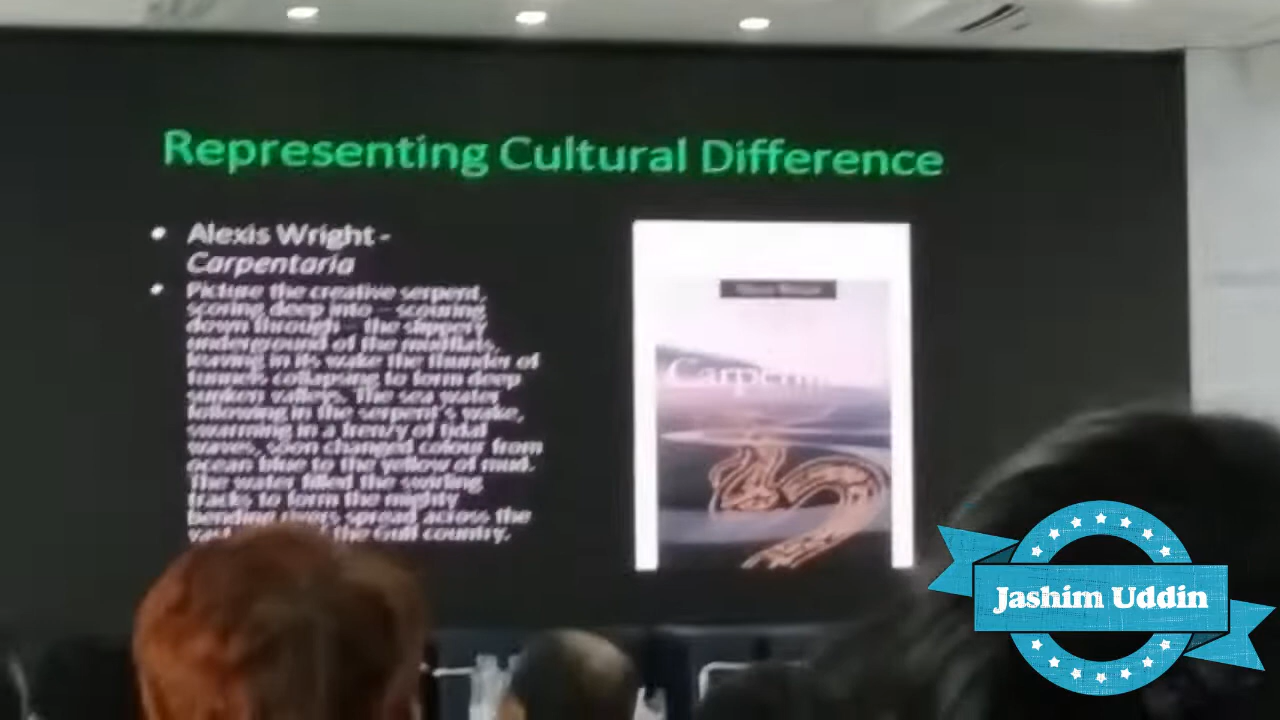 Representing Cultural Difference
• Alexis Wright -
Carpentaria
• Picture the creative serpent,
scoring deep into – scouring
down through – the slippery
underground of the mudflats,
leaving in its wake the thunder of
tunnels collapsing to form deep
sunken valleys. The sea water
following in the serpent's wake,
swarming in a frenzy of tidal
waves, soon changed colour from
ocean blue to the yellow of mud.
The water filled the swirling
tracks to form the mighty
bending rivers spread across the
the Gulf country.
Jashim Uddin